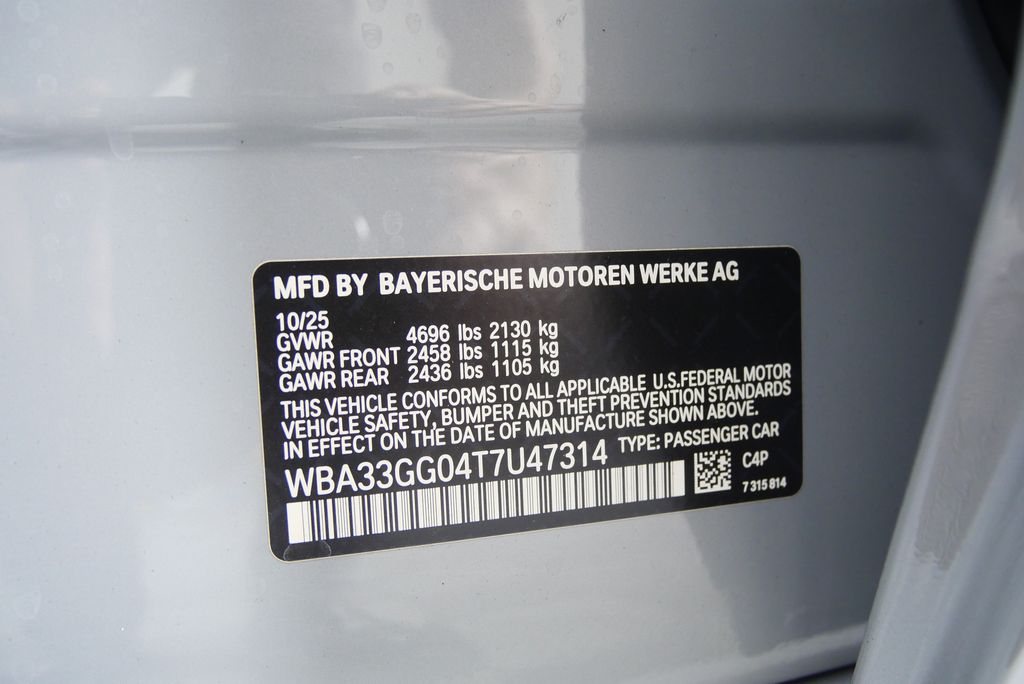 MFD BY BAYERISCHE MOTOREN WERKE AG
10/25
GVWR 4696 lbs 2130 kg
GAWR FRONT 2458 lbs 1115 kg
GAWR REAR 2436 lbs 1105 kg
THIS VEHICLE CONFORMS TO ALL APPLICABLE U.S.FEDERAL MOTOR
VEHICLE SAFETY, BUMPER AND THEFT PREVENTION STANDARDS
IN EFFECT ON THE DATE OF MANUFACTURE SHOWN ABOVE.
WBA33GG04T7U47314 TYPE: PASSENGER CAR
C4P
7 315 814